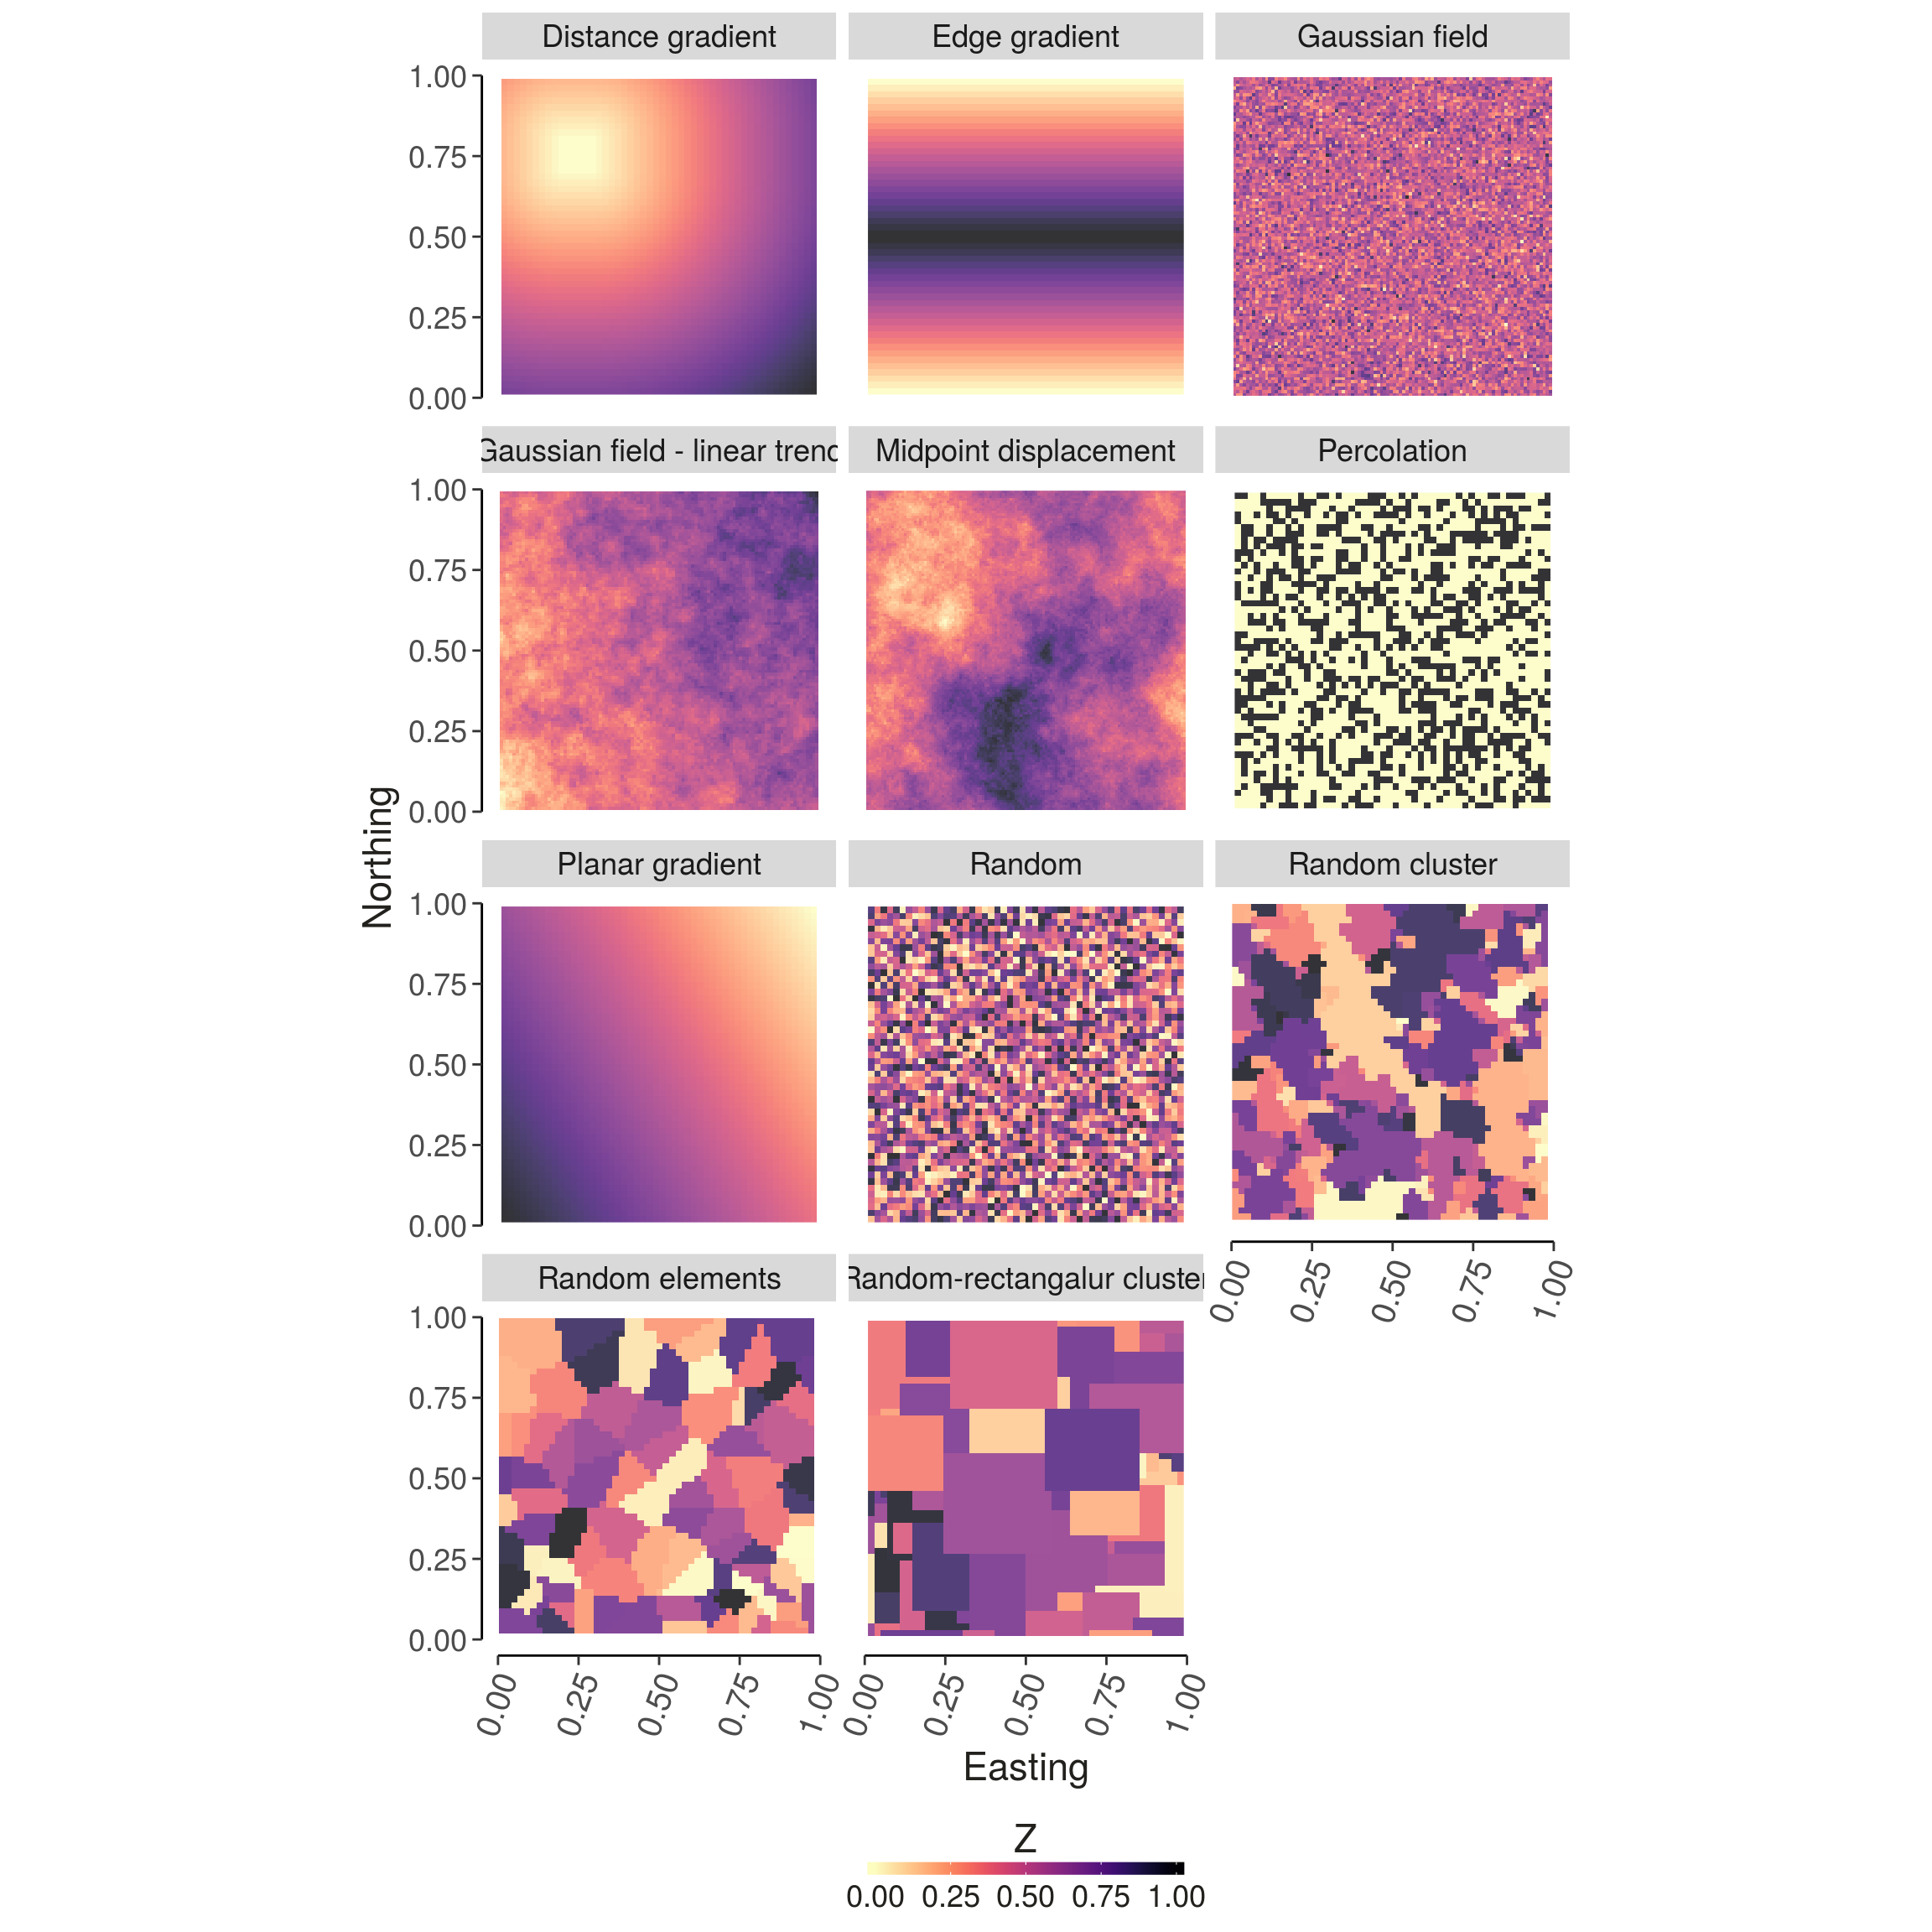 Distance gradient
Edge gradient
Gaussian field
1.00
0.75
0.50
0.25
0.00
Gaussian field - linear trend
Midpoint displacement
Percolation
1.00
0.75
0.50
0.25
0.00
Northing
Planar gradient
Random
Random cluster
1.00
0.75
0.50
0.25
0.00
0.00 0.25 0.50 0.75 1.00
Random elements
Random-rectangalur cluster
1.00
0.75
0.50
0.25
0.00
0.00 0.25 0.50 0.75 1.00
0.00 0.25 0.50 0.75 1.00
Easting
Z
0.00 0.25 0.50 0.75 1.00